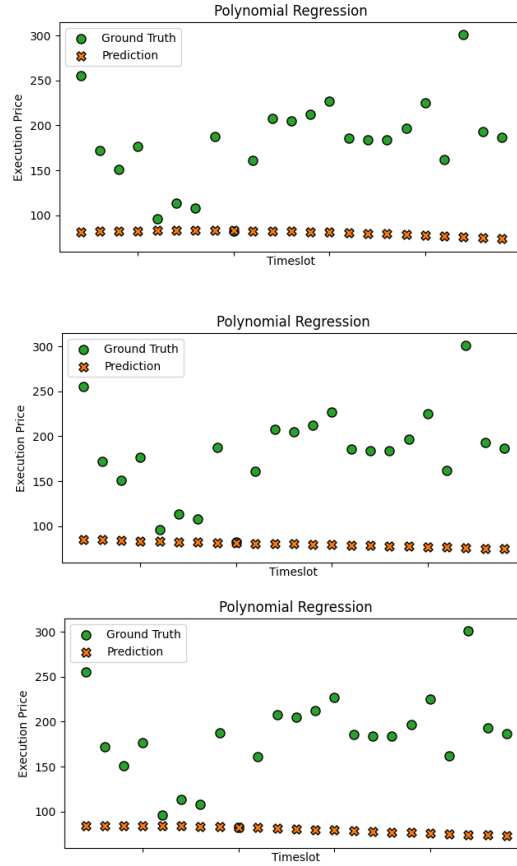 Polynomial Regression
300
250
200
150
100
Execution Price
Ground Truth
Prediction
Timeslot
Polynomial Regression
300
250
200
150
100
Execution Price
Ground Truth
Prediction
Timeslot
Polynomial Regression
300
250
200
150
100
Execution Price
Ground Truth
Prediction
Timeslot